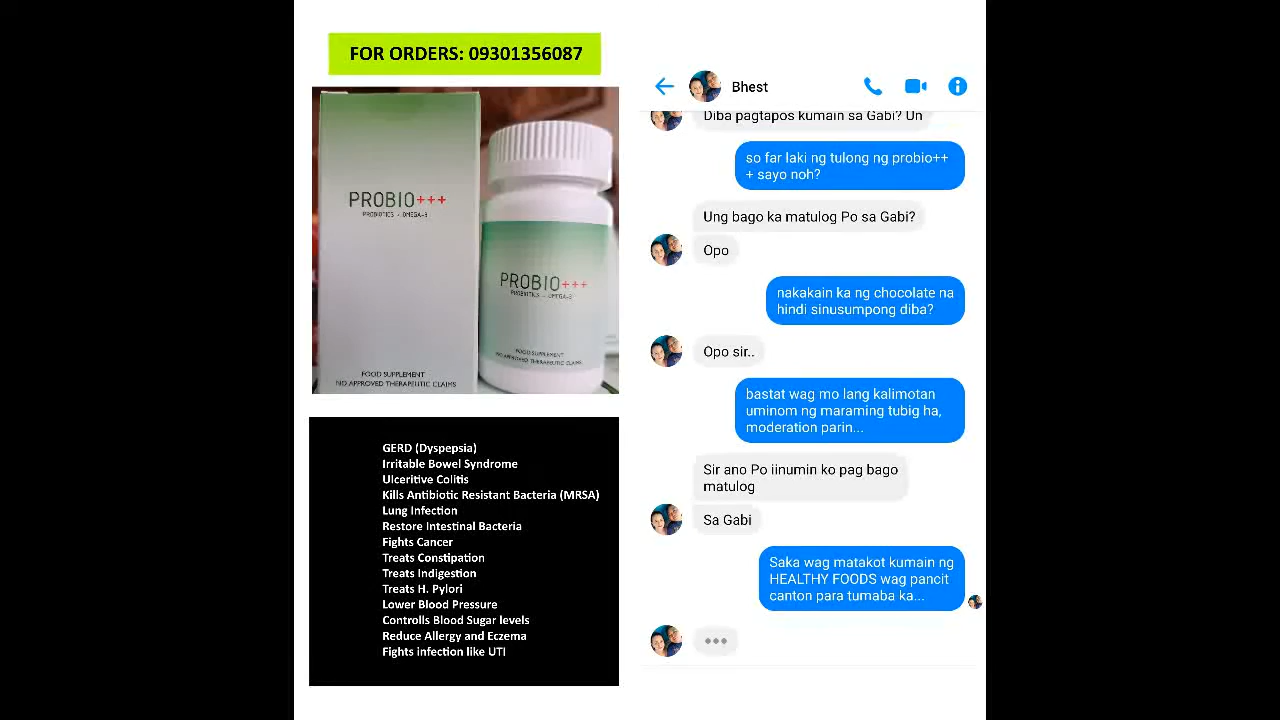 FOR ORDERS: 09301356087
PROBIO+++
PROBIOTICS + OMEGA-3
FOOD SUPPLEMENT
NO APPROVED THERAPEUTIC CLAIMS
PROBIO+++
PROBIOTICS + OMEGA-3
FOOD SUPPLEMENT
NO APPROVED THERAPEUTIC CLAIMS
GERD (Dyspepsia)
Irritable Bowel Syndrome
Ulceritive Colitis
Kills Antibiotic Resistant Bacteria (MRSA)
Lung Infection
Restore Intestinal Bacteria
Fights Cancer
Treats Constipation
Treats Indigestion
Treats H. Pylori
Lower Blood Pressure
Controlls Blood Sugar levels
Reduce Allergy and Eczema
Fights infection like UTI
Bhest
Diba pagtapos kumain sa Gabi? Un
so far laki ng tulong ng probio++
+ sayo noh?
Ung bago ka matulog Po sa Gabi?
Opo
nakakain ka ng chocolate na
hindi sinusumpong diba?
Opo sir..
bastat wag mo lang kalimotan
uminom ng maraming tubig ha,
moderation parin...
Sir ano Po iinumin ko pag bago
matulog
Sa Gabi
Saka wag matakot kumain ng
HEALTHY FOODS wag pancit
canton para tumaba ka...